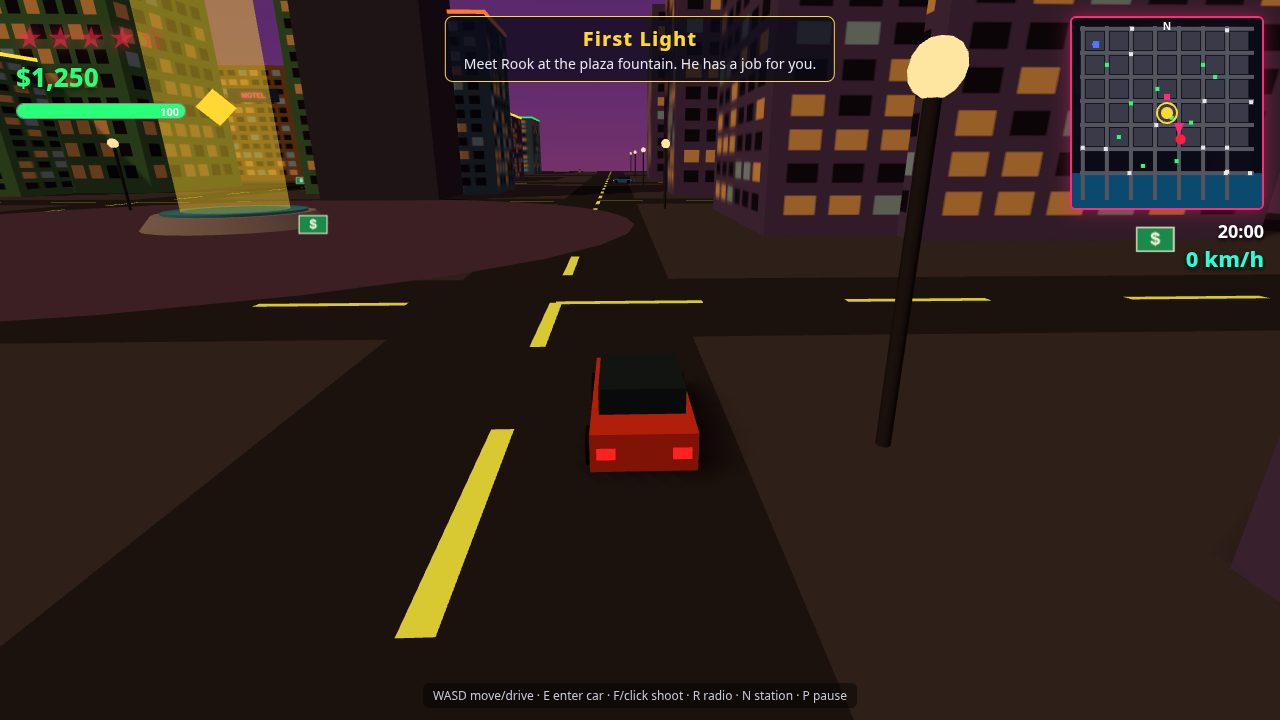 First Light
Meet Rook at the plaza fountain. He has a job for you.
N
$1,250
100
MOTEL
$
$
20:00
0 km/h
WASD move/drive · E enter car · F/click shoot · R radio · N station · P pause